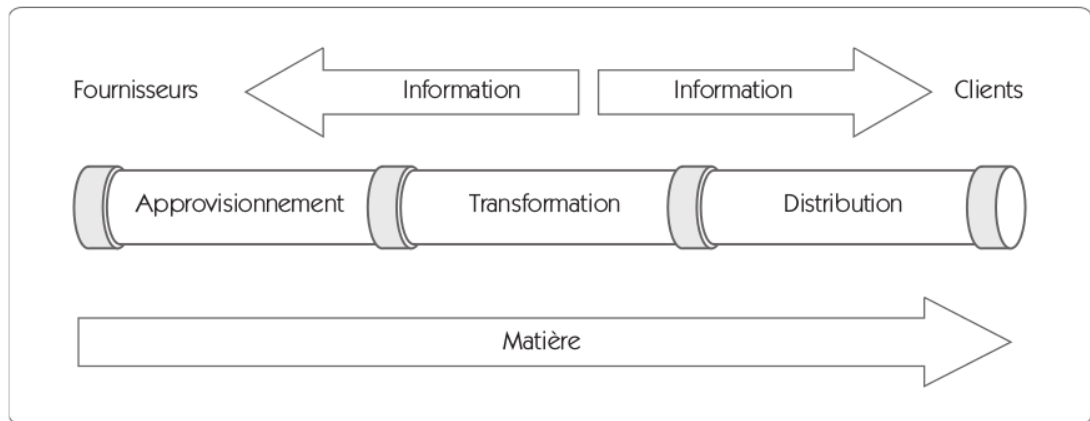 Fournisseurs Information Information Clients
Approvisionnement Transformation Distribution
Matière